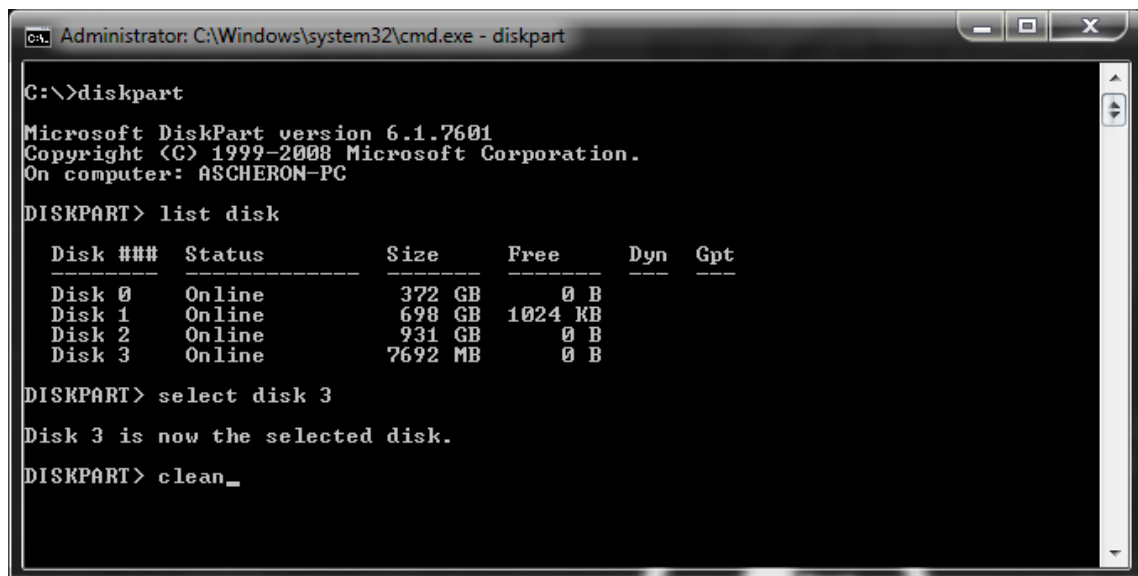 Administrator: C:\Windows\system32\cmd.exe - diskpart
C:\>diskpart
Microsoft DiskPart version 6.1.7601
Copyright (C) 1999-2008 Microsoft Corporation.
On computer: ASCHERON-PC
DISKPART> list disk
Disk ###  Status         Size     Free     Dyn  Gpt
--------  -------------  -------  -------  ---  ---
Disk 0    Online          372 GB      0 B
Disk 1    Online          698 GB  1024 KB
Disk 2    Online          931 GB      0 B
Disk 3    Online         7692 MB      0 B
DISKPART> select disk 3
Disk 3 is now the selected disk.
DISKPART> clean_